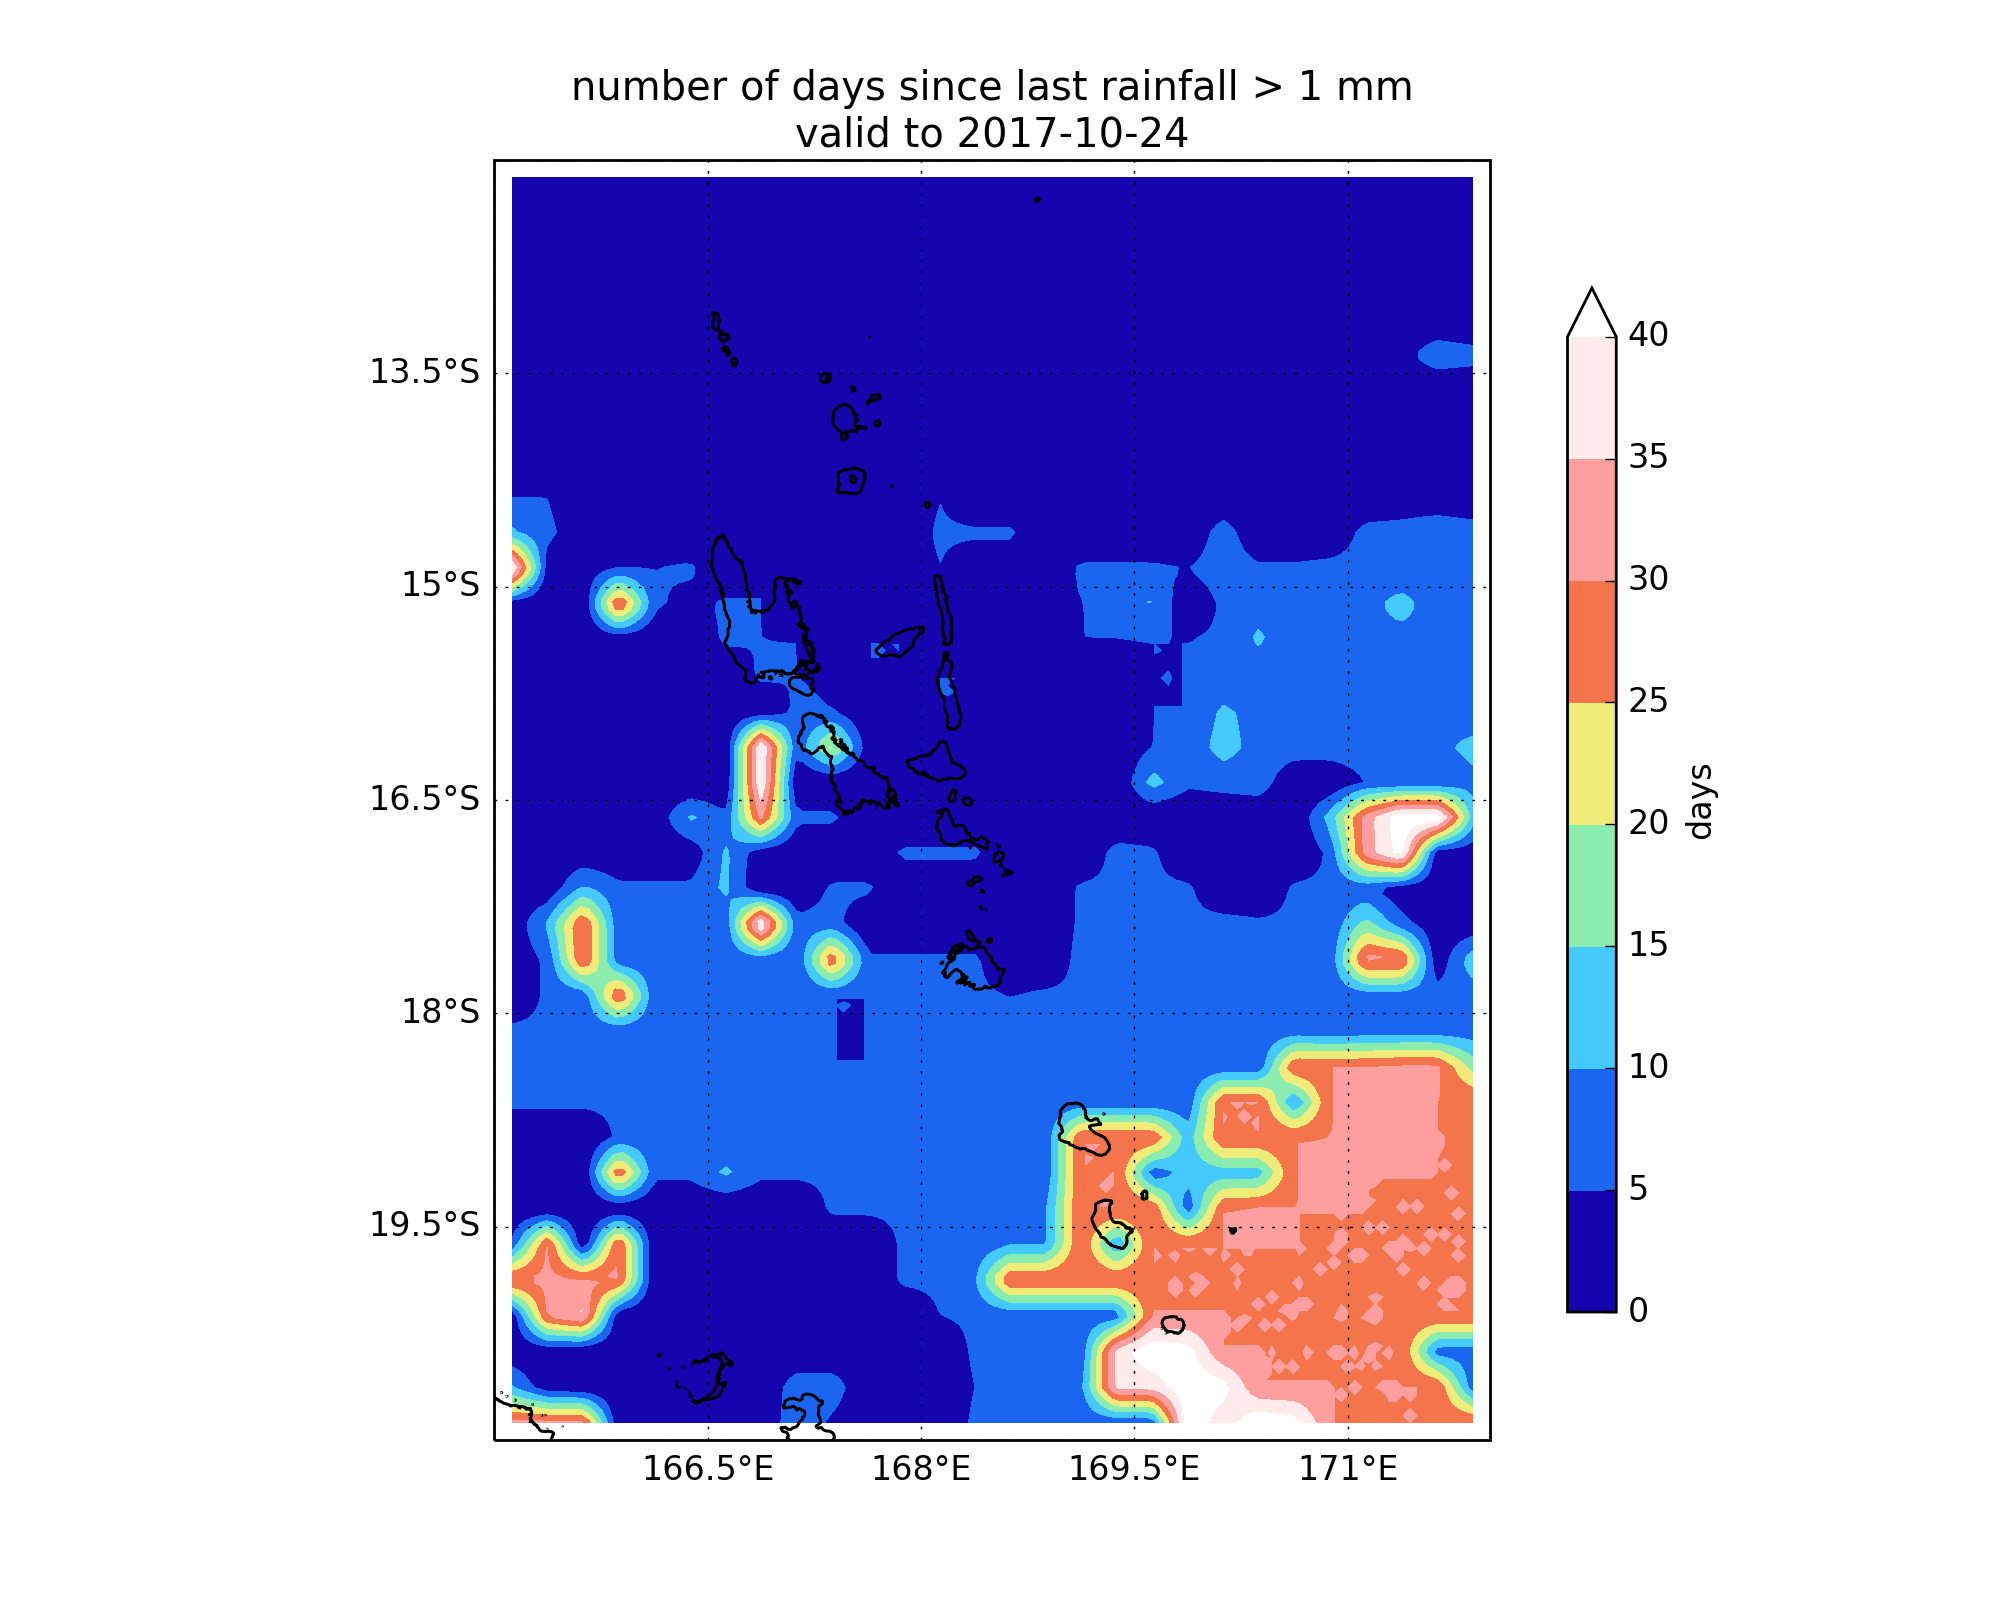 number of days since last rainfall > 1 mm
valid to 2017-10-24
13.5°S
15°S
16.5°S
18°S
19.5°S
166.5°E
168°E
169.5°E
171°E
40
35
30
25
20
15
10
5
0
days